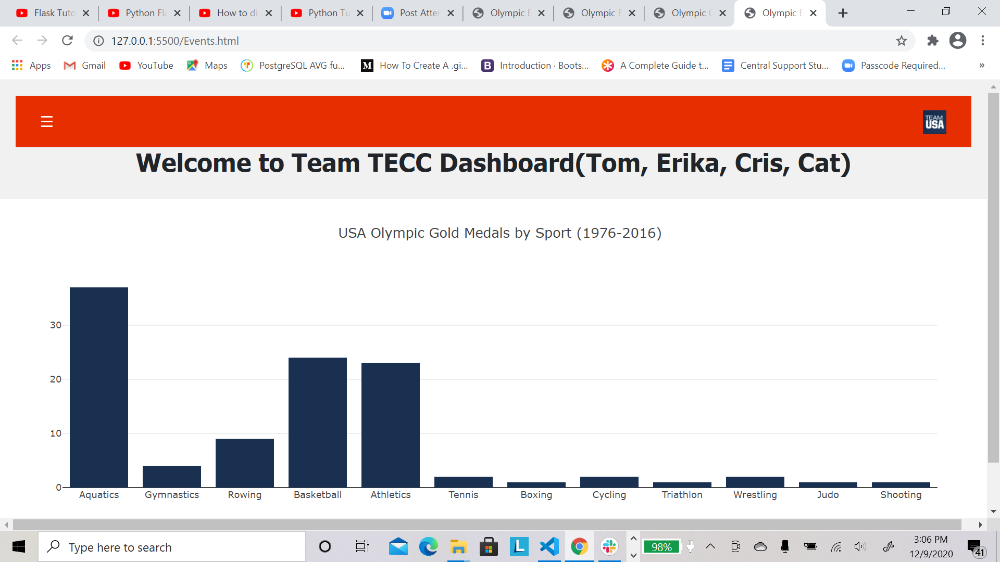 Flask Tuto
Python Fla
How to di
Python Tu
Post Atter
Olympic E
Olympic E
Olympic
Olympic E
127.0.0.1:5500/Events.html
Apps
Gmail
YouTube
Maps
PostgreSQL AVG fu...
How To Create A .gi...
Introduction · Boots...
A Complete Guide t...
Central Support Stu...
Passcode Required...
»
TEAM
USA
Welcome to Team TECC Dashboard(Tom, Erika, Cris, Cat)
USA Olympic Gold Medals by Sport (1976-2016)
30
20
10
0
Aquatics
Gymnastics
Rowing
Basketball
Athletics
Tennis
Boxing
Cycling
Triathlon
Wrestling
Judo
Shooting
Type here to search
98%
3:06 PM
12/9/2020
41